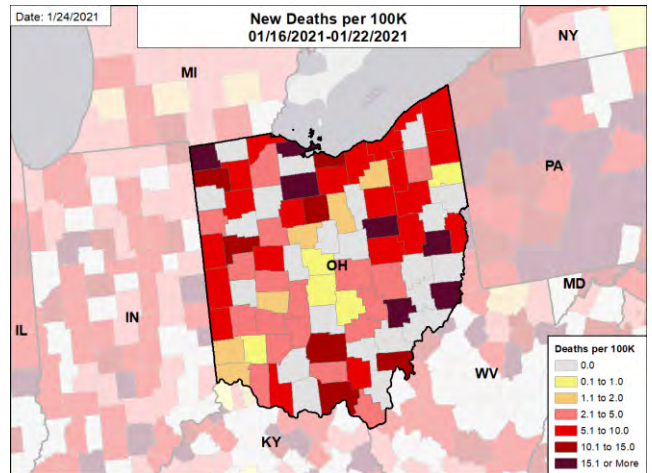 Date: 1/24/2021
New Deaths per 100K
01/16/2021-01/22/2021
NY
MI
PA
OH
MD
IL
IN
WV
KY
Deaths per 100K
0.0
0.1 to 1.0
1.1 to 2.0
2.1 to 5.0
5.1 to 10.0
10.1 to 15.0
15.1 or More